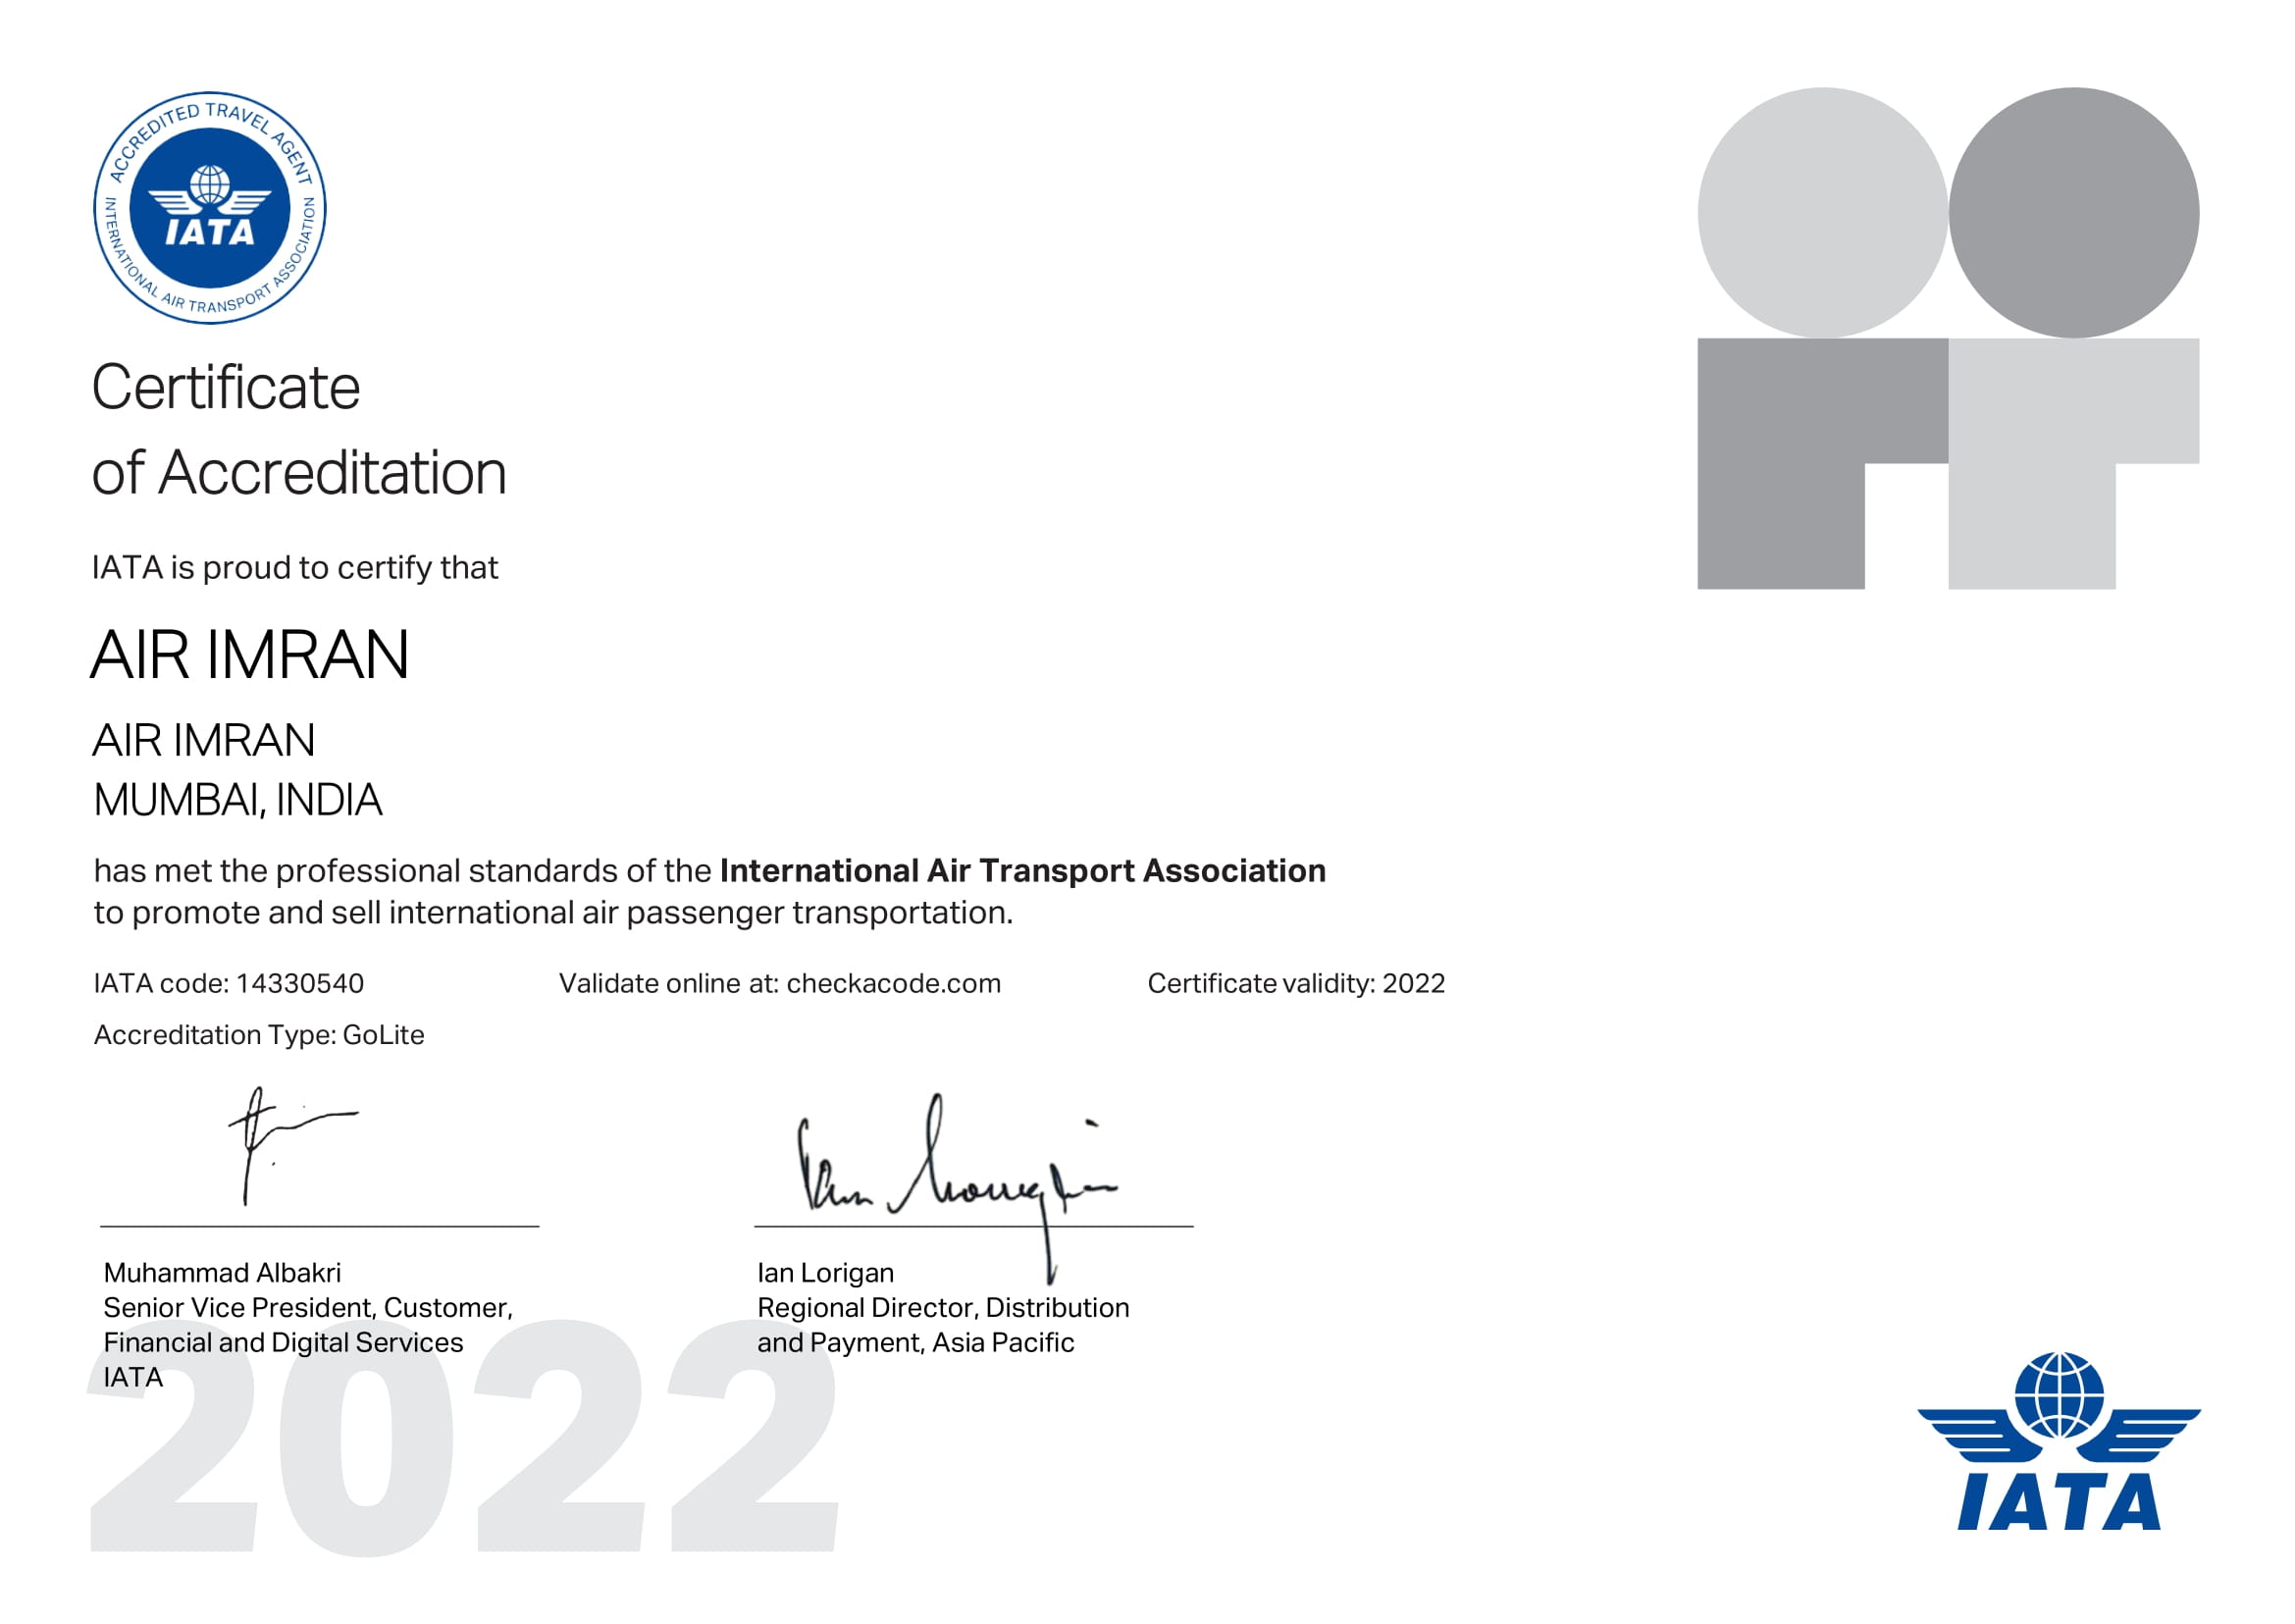 ACCREDITED TRAVEL AGENT
INTERNATIONAL AIR TRANSPORT ASSOCIATION
IATA
Certificate
of Accreditation
IATA is proud to certify that
AIR IMRAN
AIR IMRAN
MUMBAI, INDIA
has met the professional standards of the International Air Transport Association
to promote and sell international air passenger transportation.
IATA code: 14330540 Validate online at: checkacode.com Certificate validity: 2022
Accreditation Type: GoLite
Muhammad Albakri
Senior Vice President, Customer,
Financial and Digital Services
IATA
Ian Lorigan
Regional Director, Distribution
and Payment, Asia Pacific
2022
IATA